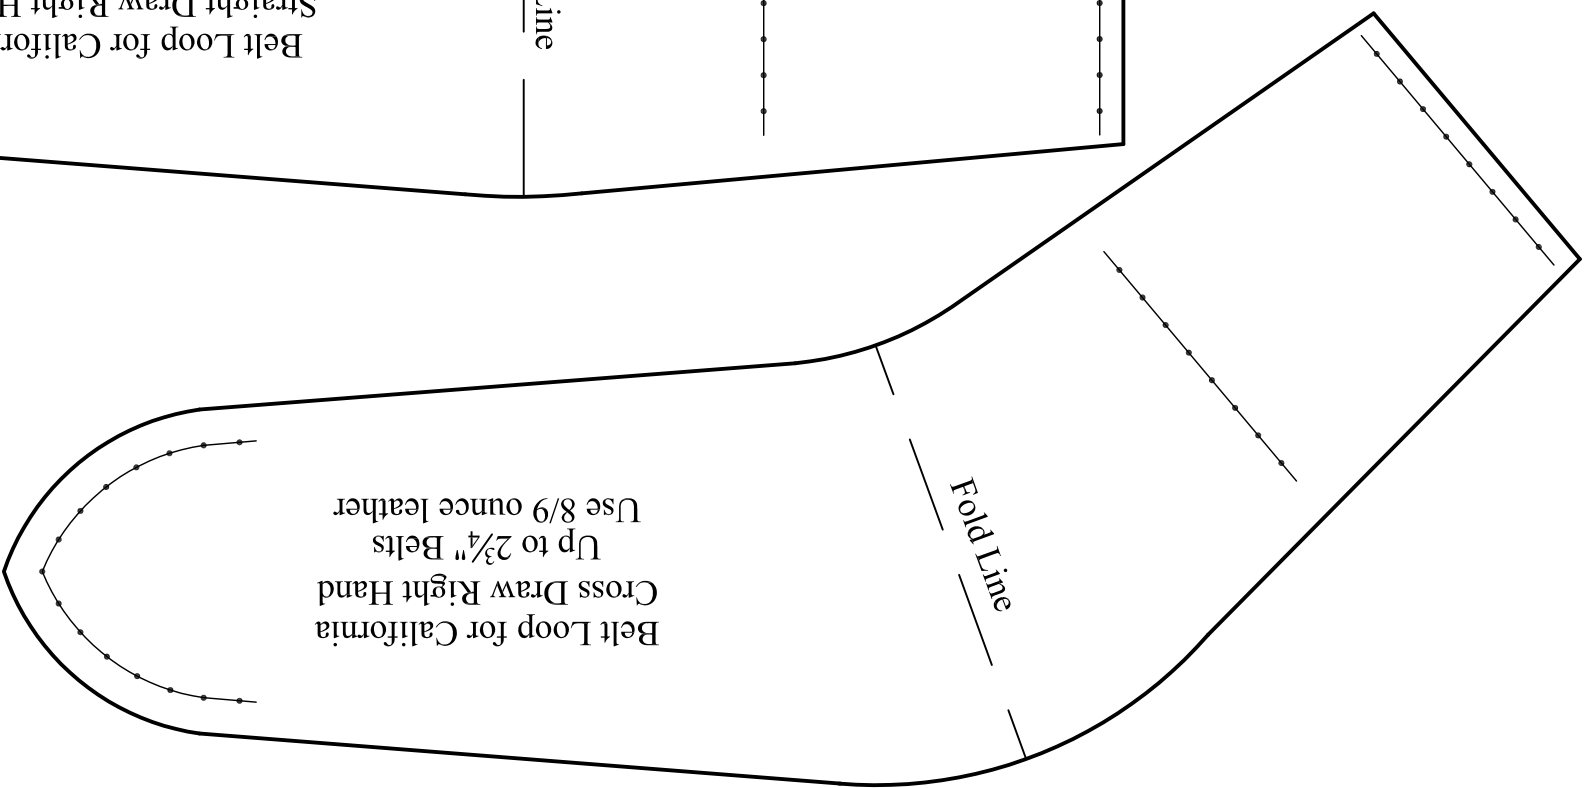 Belt Loop for Califor
Straight Draw Right H
Line
Belt Loop for California
Cross Draw Right Hand
Up to 2¾" Belts
Use 8/9 ounce leather
Fold Line